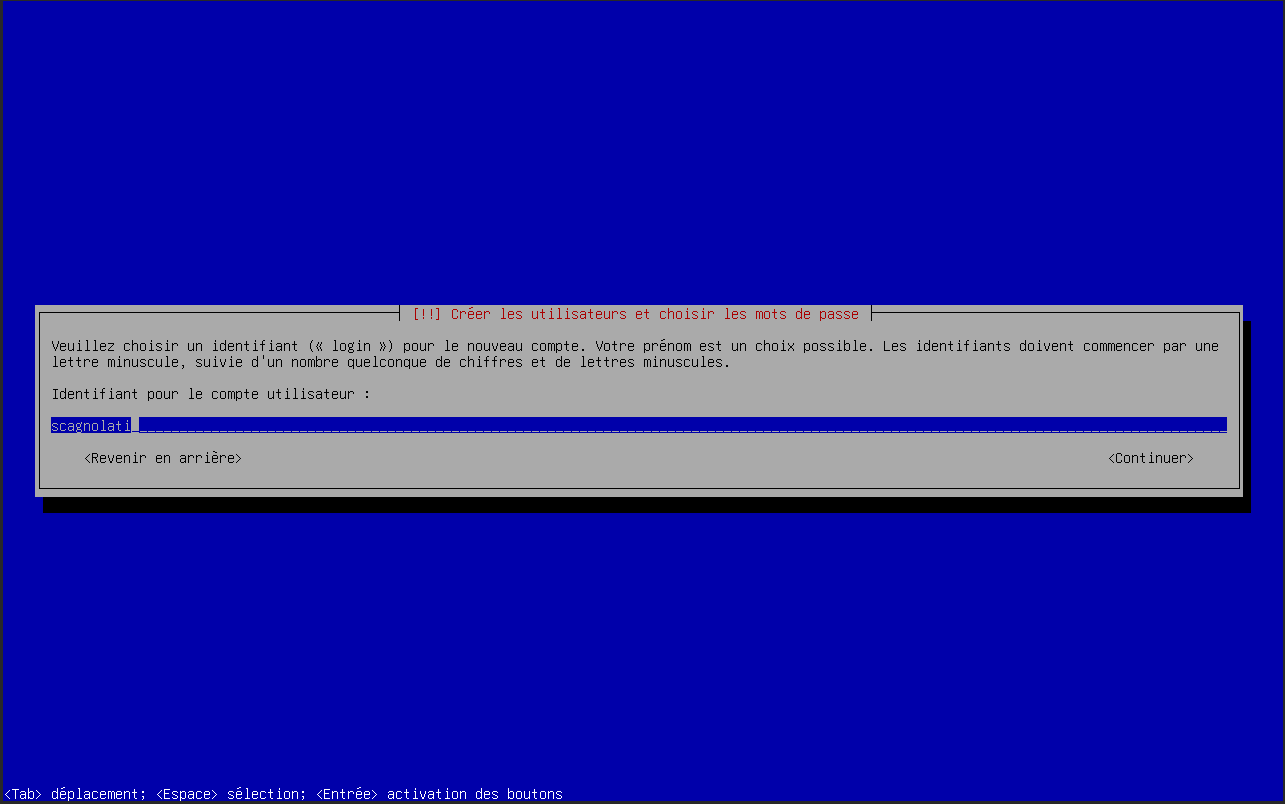 [!!] Créer les utilisateurs et choisir les mots de passe
Veuillez choisir un identifiant (« login ») pour le nouveau compte. Votre prénom est un choix possible. Les identifiants doivent commencer par une
lettre minuscule, suivie d'un nombre quelconque de chiffres et de lettres minuscules.
Identifiant pour le compte utilisateur :
scagnolati
<Revenir en arrière> <Continuer>
<Tab> déplacement; <Espace> sélection; <Entrée> activation des boutons